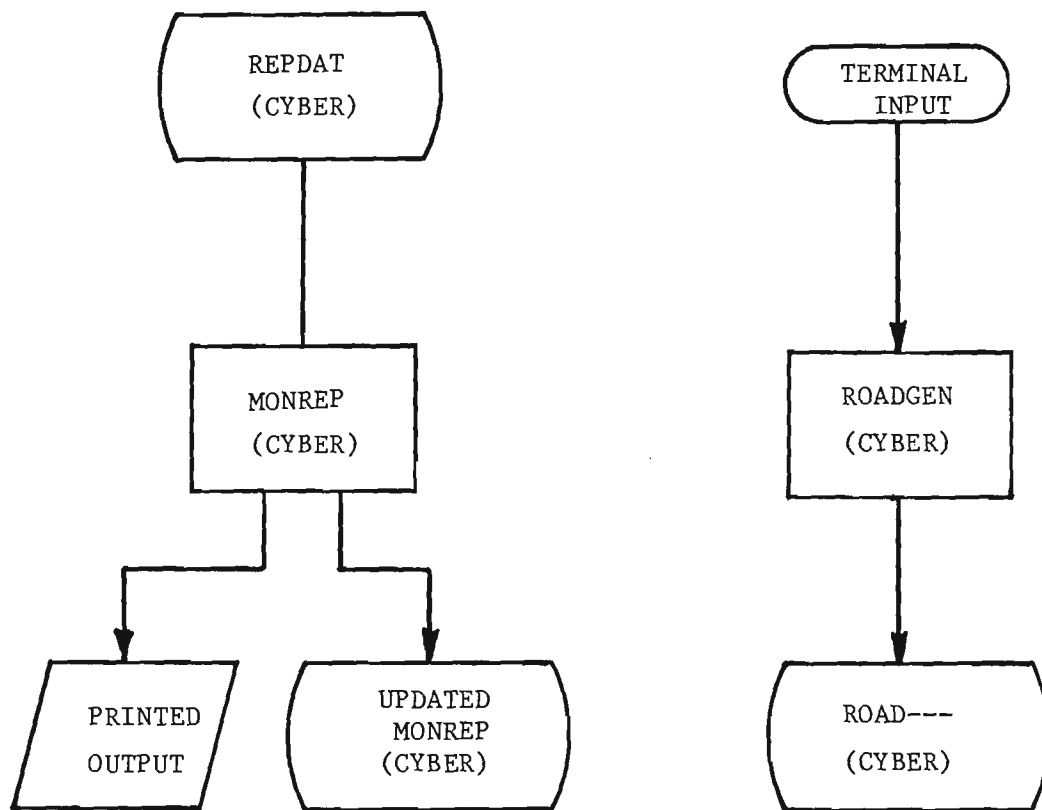 REPDAT
(CYBER)
TERMINAL
INPUT
MONREP
(CYBER)
ROADGEN
(CYBER)
PRINTED
OUTPUT
UPDATED
MONREP
(CYBER)
ROAD---
(CYBER)